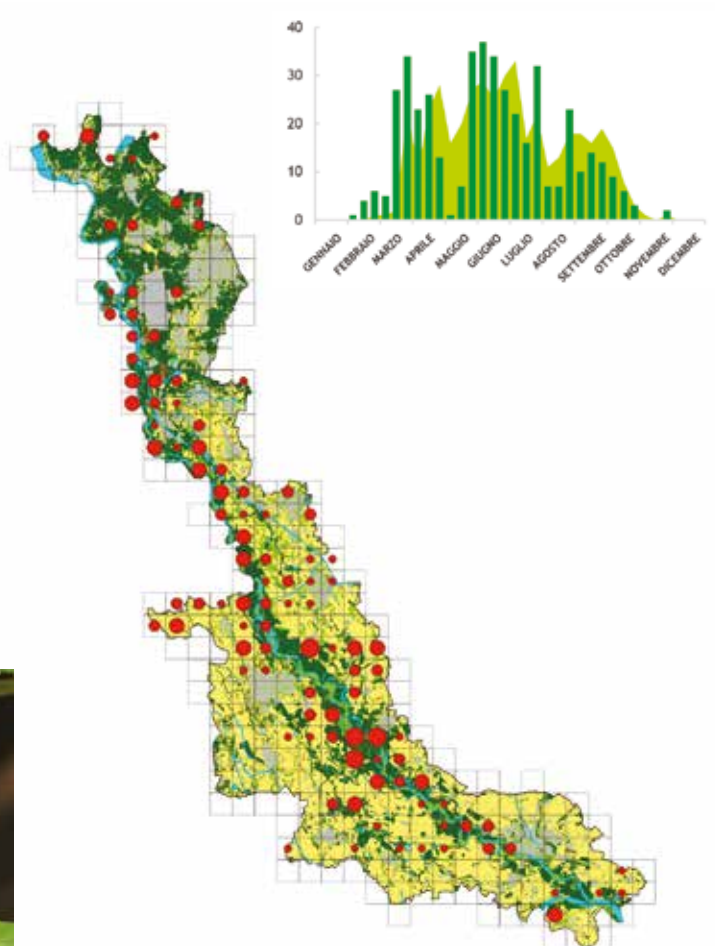 40
30
20
10
0
GENNAIO
FEBBRAIO
MARZO
APRILE
MAGGIO
GIUGNO
LUGLIO
AGOSTO
SETTEMBRE
OTTOBRE
NOVEMBRE
DICEMBRE